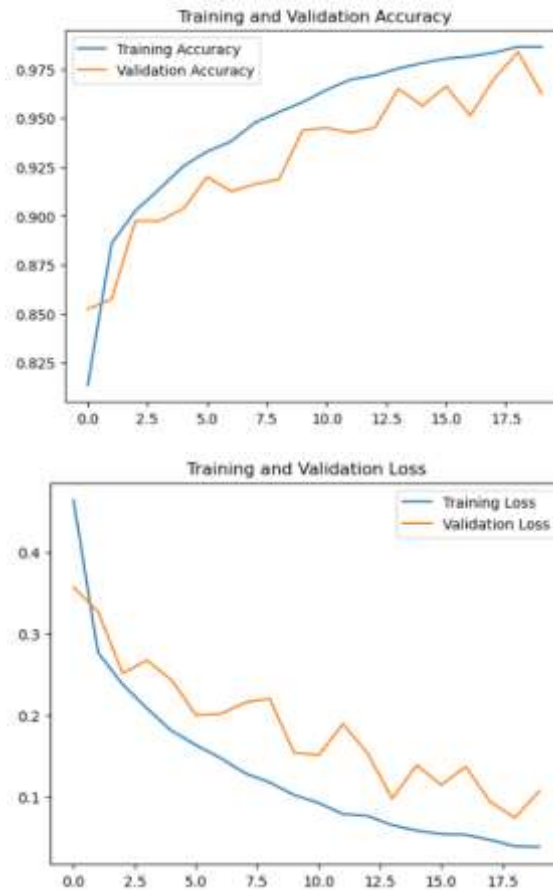 Training and Validation Accuracy
Training Accuracy
Validation Accuracy
0.975
0.950
0.925
0.900
0.875
0.850
0.825
0.0 2.5 5.0 7.5 10.0 12.5 15.0 17.5
Training and Validation Loss
Training Loss
Validation Loss
0.4
0.3
0.2
0.1
0.0 2.5 5.0 7.5 10.0 12.5 15.0 17.5